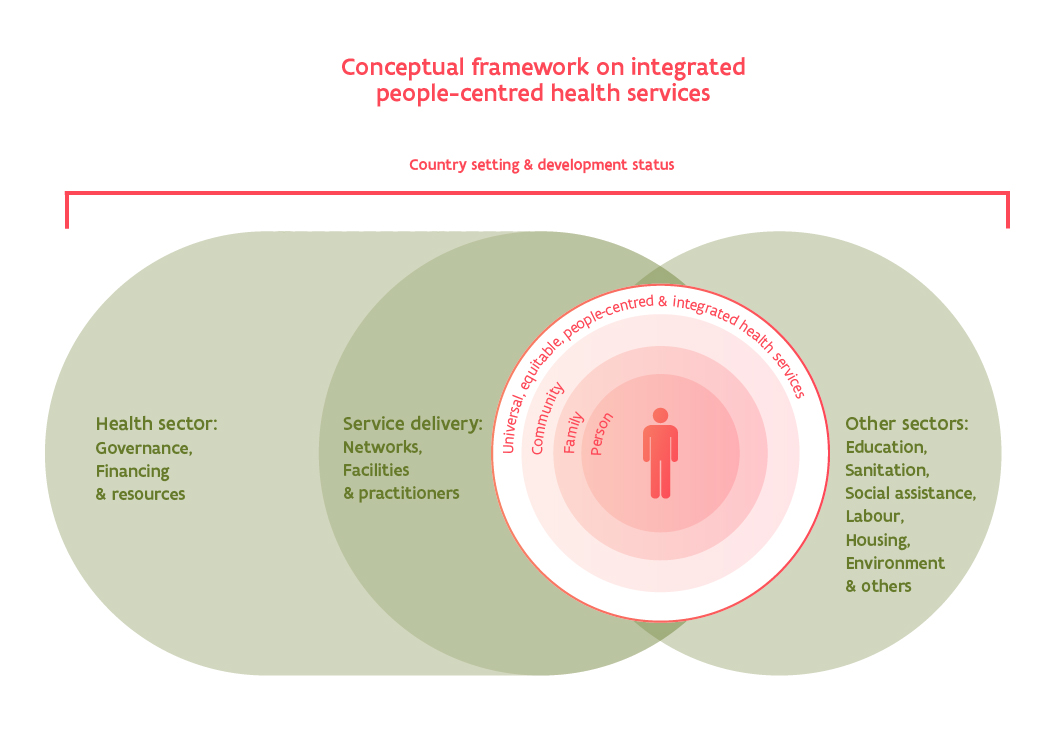 Conceptual framework on integrated
people-centred health services
Country setting & development status
Universal, equitable, people-centred & integrated health services
Community
Family
Person
Health sector:
Governance,
Financing
& resources
Service delivery:
Networks,
Facilities
& practitioners
Other sectors:
Education,
Sanitation,
Social assistance,
Labour,
Housing,
Environment
& others